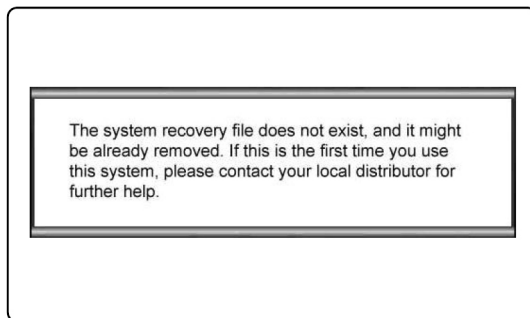 The system recovery file does not exist, and it might
be already removed. If this is the first time you use
this system, please contact your local distributor for
further help.